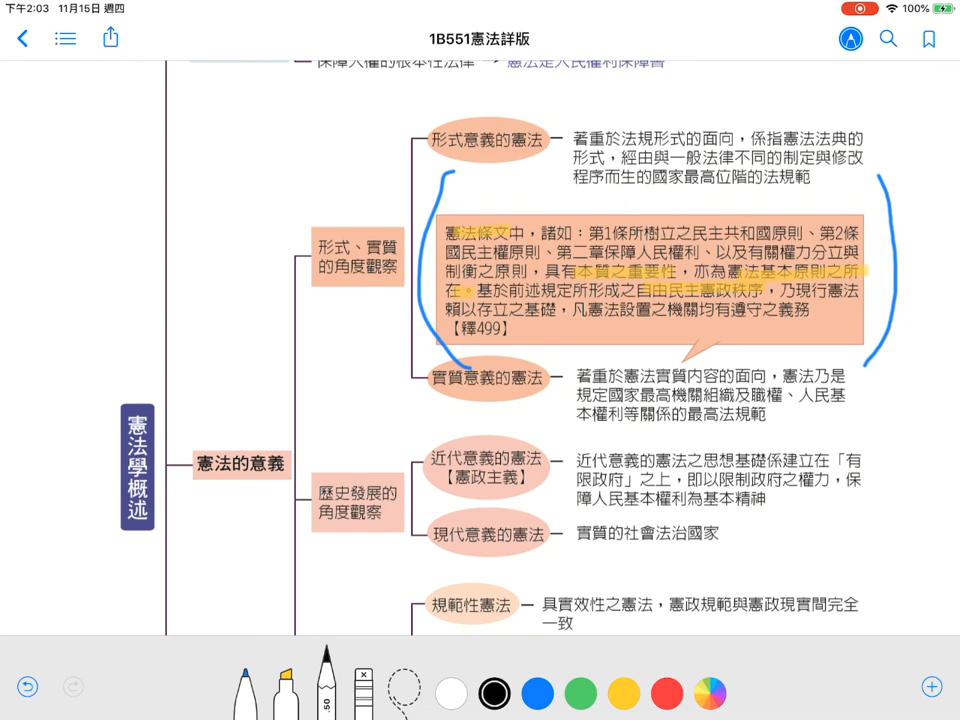 下午2:03 11月15日 週四
100%
1B551憲法詳版
保障人權的根本性法律 → 憲法是人民權利保障書
形式意義的憲法
著重於法規形式的面向，係指憲法法典的
形式，經由與一般法律不同的制定與修改
程序而生的國家最高位階的法規範
形式、實質
的角度觀察
憲法條文中，諸如：第1條所樹立之民主共和國原則、第2條
國民主權原則、第二章保障人民權利、以及有關權力分立與
制衡之原則，具有本質之重要性，亦為憲法基本原則之所
在。基於前述規定所形成之自由民主憲政秩序，乃現行憲法
賴以存立之基礎，凡憲法設置之機關均有遵守之義務
【釋499】
實質意義的憲法
著重於憲法實質內容的面向，憲法乃是
規定國家最高機關組織及職權、人民基
本權利等關係的最高法規範
憲法學概述
憲法的意義
歷史發展的
角度觀察
近代意義的憲法
【憲政主義】
近代意義的憲法之思想基礎係建立在「有
限政府」之上，即以限制政府之權力，保
障人民基本權利為基本精神
現代意義的憲法
實質的社會法治國家
規範性憲法
具實效性之憲法，憲政規範與憲政現實間完全
一致
.50